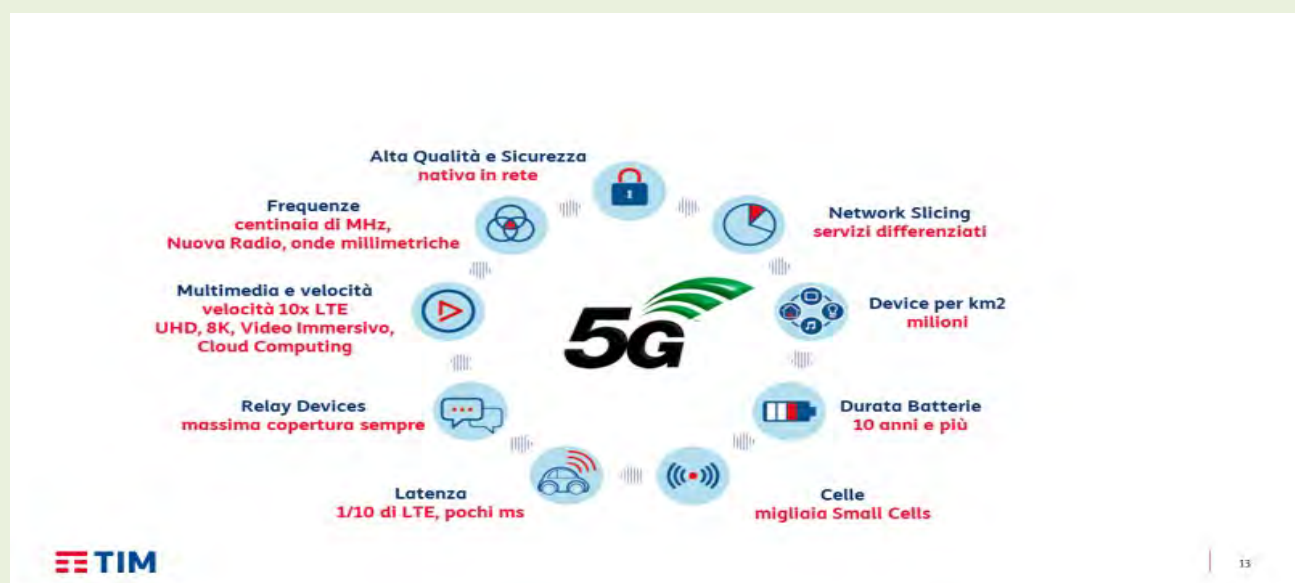 Alta Qualità e Sicurezza
nativa in rete
Frequenze
centinaia di MHz,
Nuova Radio, onde millimetriche
Multimedia e velocità
velocità 10x LTE
UHD, 8K, Video Immersivo,
Cloud Computing
Relay Devices
massima copertura sempre
Latenza
1/10 di LTE, pochi ms
5G
Network Slicing
servizi differenziati
Device per km2
milioni
Durata Batterie
10 anni e più
Celle
migliaia Small Cells
TIM
13